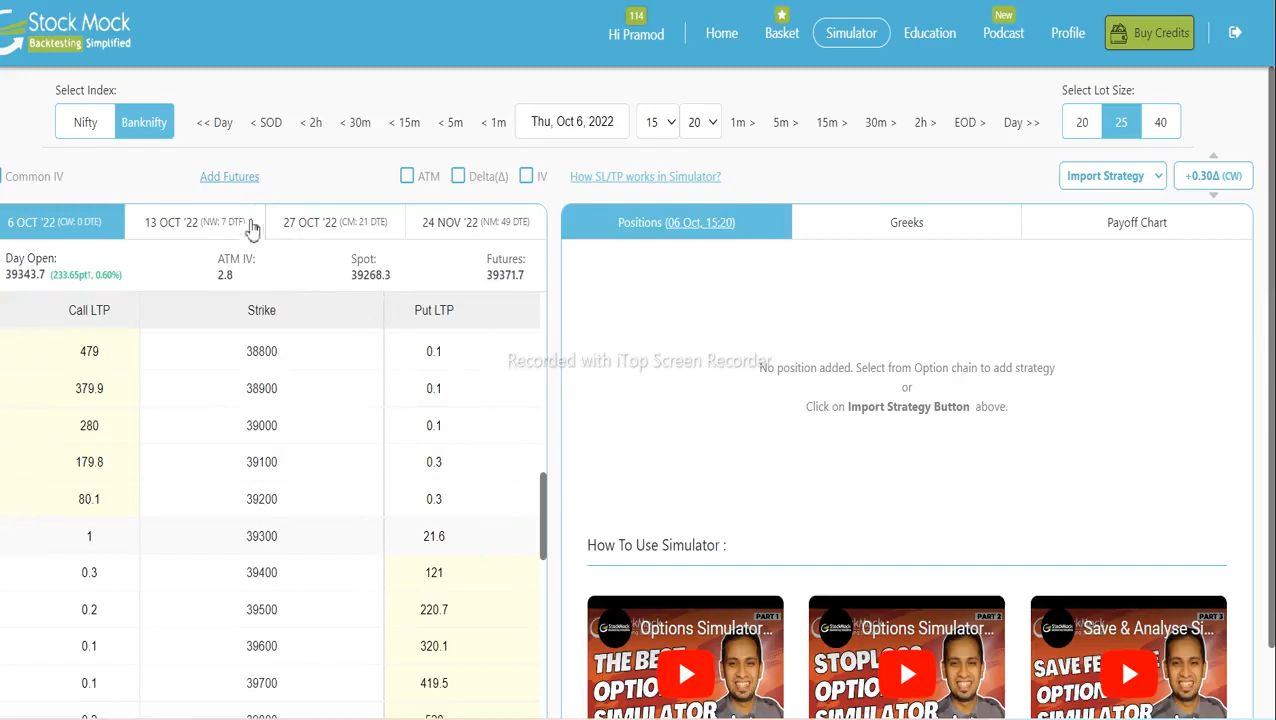 Stock Mock
Backtesting Simplified
114
Hi Pramod
Home
Basket
Simulator
Education
New
Podcast
Profile
Buy Credits
Select Index:
Nifty
Banknifty
<< Day
< SOD
< 2h
< 30m
< 15m
< 5m
< 1m
Thu, Oct 6, 2022
15
20
1m >
5m >
15m >
30m >
2h >
EOD >
Day >>
Select Lot Size:
20
25
40
Common IV
Add Futures
ATM
Delta(Δ)
IV
How SL/TP works in Simulator?
Import Strategy
+0.30Δ (CW)
6 OCT '22 (CW: 0 DTE)
13 OCT '22 (NW: 7 DTE)
27 OCT '22 (CM: 21 DTE)
24 NOV '22 (NM: 49 DTE)
Positions (06 Oct, 15:20)
Greeks
Payoff Chart
Day Open:
39343.7 (233.65pt↑, 0.60%)
ATM IV:
2.8
Spot:
39268.3
Futures:
39371.7
Call LTP Strike Put LTP
479 38800 0.1
379.9 38900 0.1
280 39000 0.1
179.8 39100 0.3
80.1 39200 0.3
1 39300 21.6
0.3 39400 121
0.2 39500 220.7
0.1 39600 320.1
0.1 39700 419.5
Recorded with iTop Screen Recorder
No position added. Select from Option chain to add strategy
or
Click on Import Strategy Button above.
How To Use Simulator :
Options Simulator...
PART 1
THE BEST
OPTION
SIMULATOR
Options Simulator...
PART 2
STOPLOSS
OPTION
SIMULATOR
Save & Analyse Si...
PART 3
SAVE
OPTION
SIMULATOR